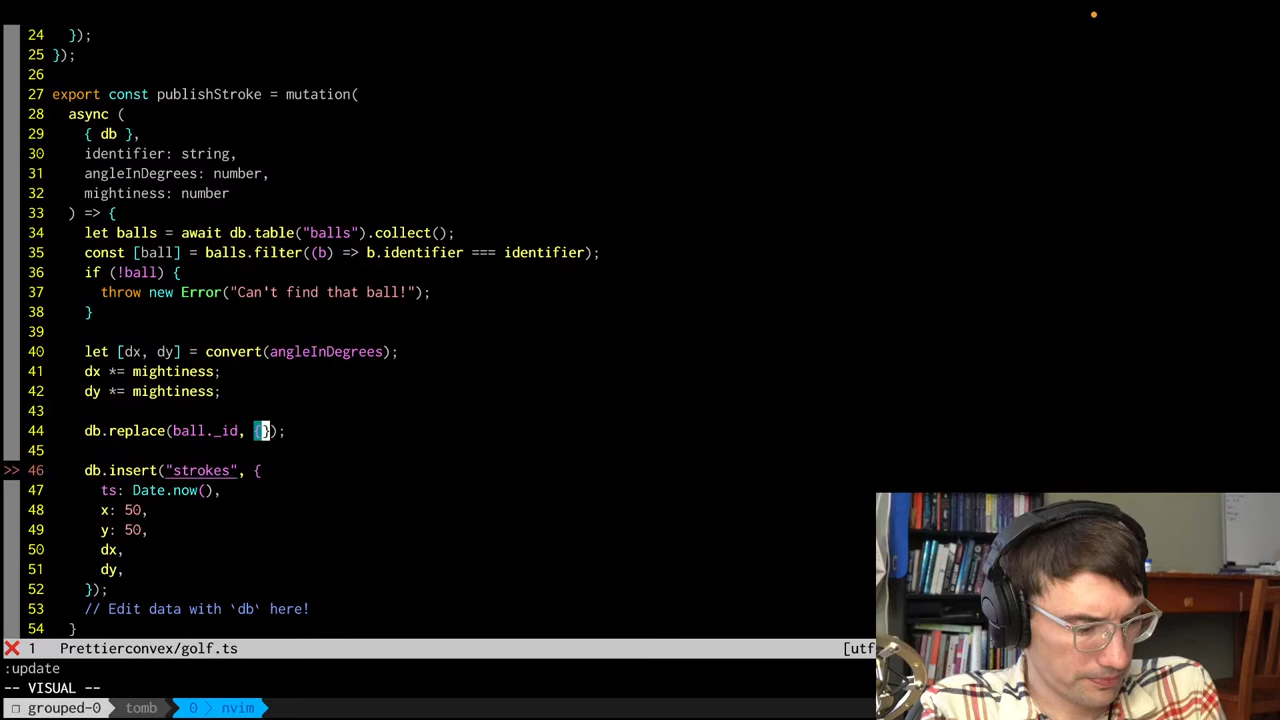 24 });
25 });
26
27 export const publishStroke = mutation(
28 async (
29 { db },
30 identifier: string,
31 angleInDegrees: number,
32 mightiness: number
33 ) => {
34 let balls = await db.table("balls").collect();
35 const [ball] = balls.filter((b) => b.identifier === identifier);
36 if (!ball) {
37 throw new Error("Can't find that ball!");
38 }
39
40 let [dx, dy] = convert(angleInDegrees);
41 dx *= mightiness;
42 dy *= mightiness;
43
44 db.replace(ball._id, {});
45
>> 46 db.insert("strokes", {
47 ts: Date.now(),
48 x: 50,
49 y: 50,
50 dx,
51 dy,
52 });
53 // Edit data with `db` here!
54 }
1 Prettierconvex/golf.ts [utf
:update
-- VISUAL --
grouped-0 tomb 0 nvim